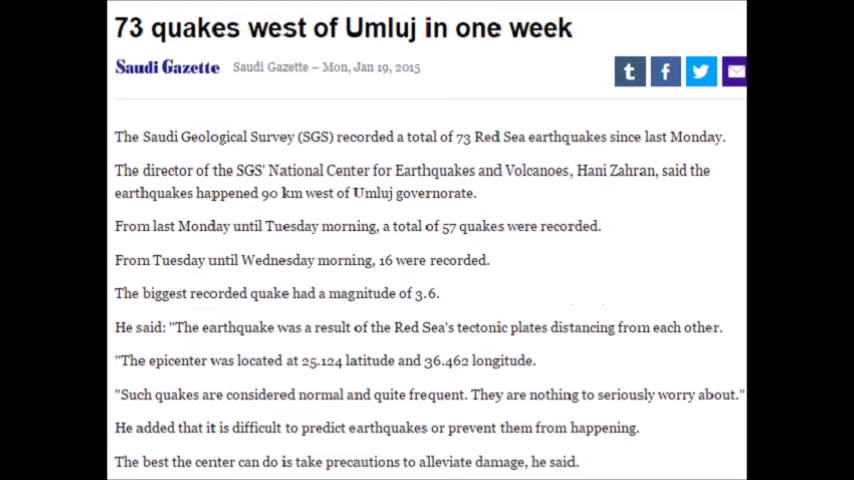 73 quakes west of Umluj in one week
Saudi Gazette Saudi Gazette – Mon, Jan 19, 2015
t f
The Saudi Geological Survey (SGS) recorded a total of 73 Red Sea earthquakes since last Monday.
The director of the SGS' National Center for Earthquakes and Volcanoes, Hani Zahran, said the
earthquakes happened 90 km west of Umluj governorate.
From last Monday until Tuesday morning, a total of 57 quakes were recorded.
From Tuesday until Wednesday morning, 16 were recorded.
The biggest recorded quake had a magnitude of 3.6.
He said: "The earthquake was a result of the Red Sea's tectonic plates distancing from each other.
"The epicenter was located at 25.124 latitude and 36.462 longitude.
"Such quakes are considered normal and quite frequent. They are nothing to seriously worry about."
He added that it is difficult to predict earthquakes or prevent them from happening.
The best the center can do is take precautions to alleviate damage, he said.